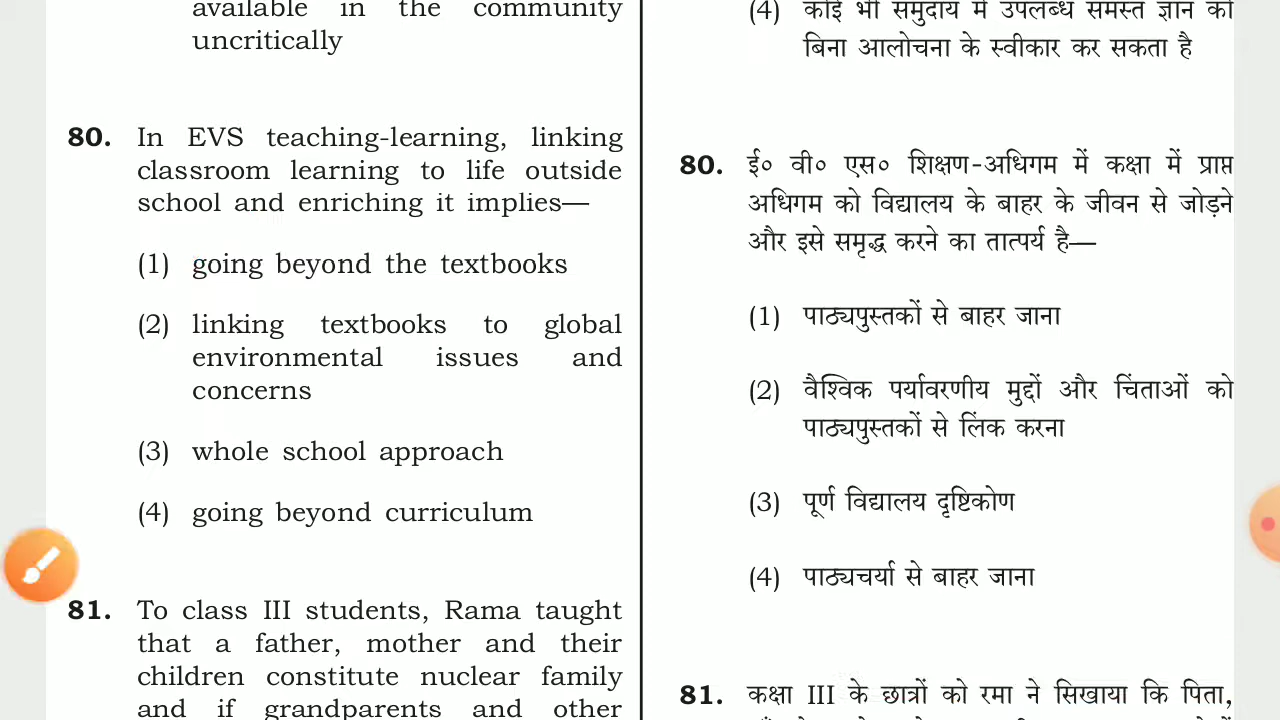 available in the community
uncritically
80. In EVS teaching-learning, linking
classroom learning to life outside
school and enriching it implies—
(1) going beyond the textbooks
(2) linking textbooks to global
environmental issues and
concerns
(3) whole school approach
(4) going beyond curriculum
81. To class III students, Rama taught
that a father, mother and their
children constitute nuclear family
and if grandparents and other
(4) कोई भी समुदाय में उपलब्ध समस्त ज्ञान को
बिना आलोचना के स्वीकार कर सकता है
80. ई० वी० एस० शिक्षण-अधिगम में कक्षा में प्राप्त
अधिगम को विद्यालय के बाहर के जीवन से जोड़ने
और इसे समृद्ध करने का तात्पर्य है—
(1) पाठ्यपुस्तकों से बाहर जाना
(2) वैश्विक पर्यावरणीय मुद्दों और चिंताओं को
पाठ्यपुस्तकों से लिंक करना
(3) पूर्ण विद्यालय दृष्टिकोण
(4) पाठ्यचर्या से बाहर जाना
81. कक्षा III के छात्रों को रमा ने सिखाया कि पिता,